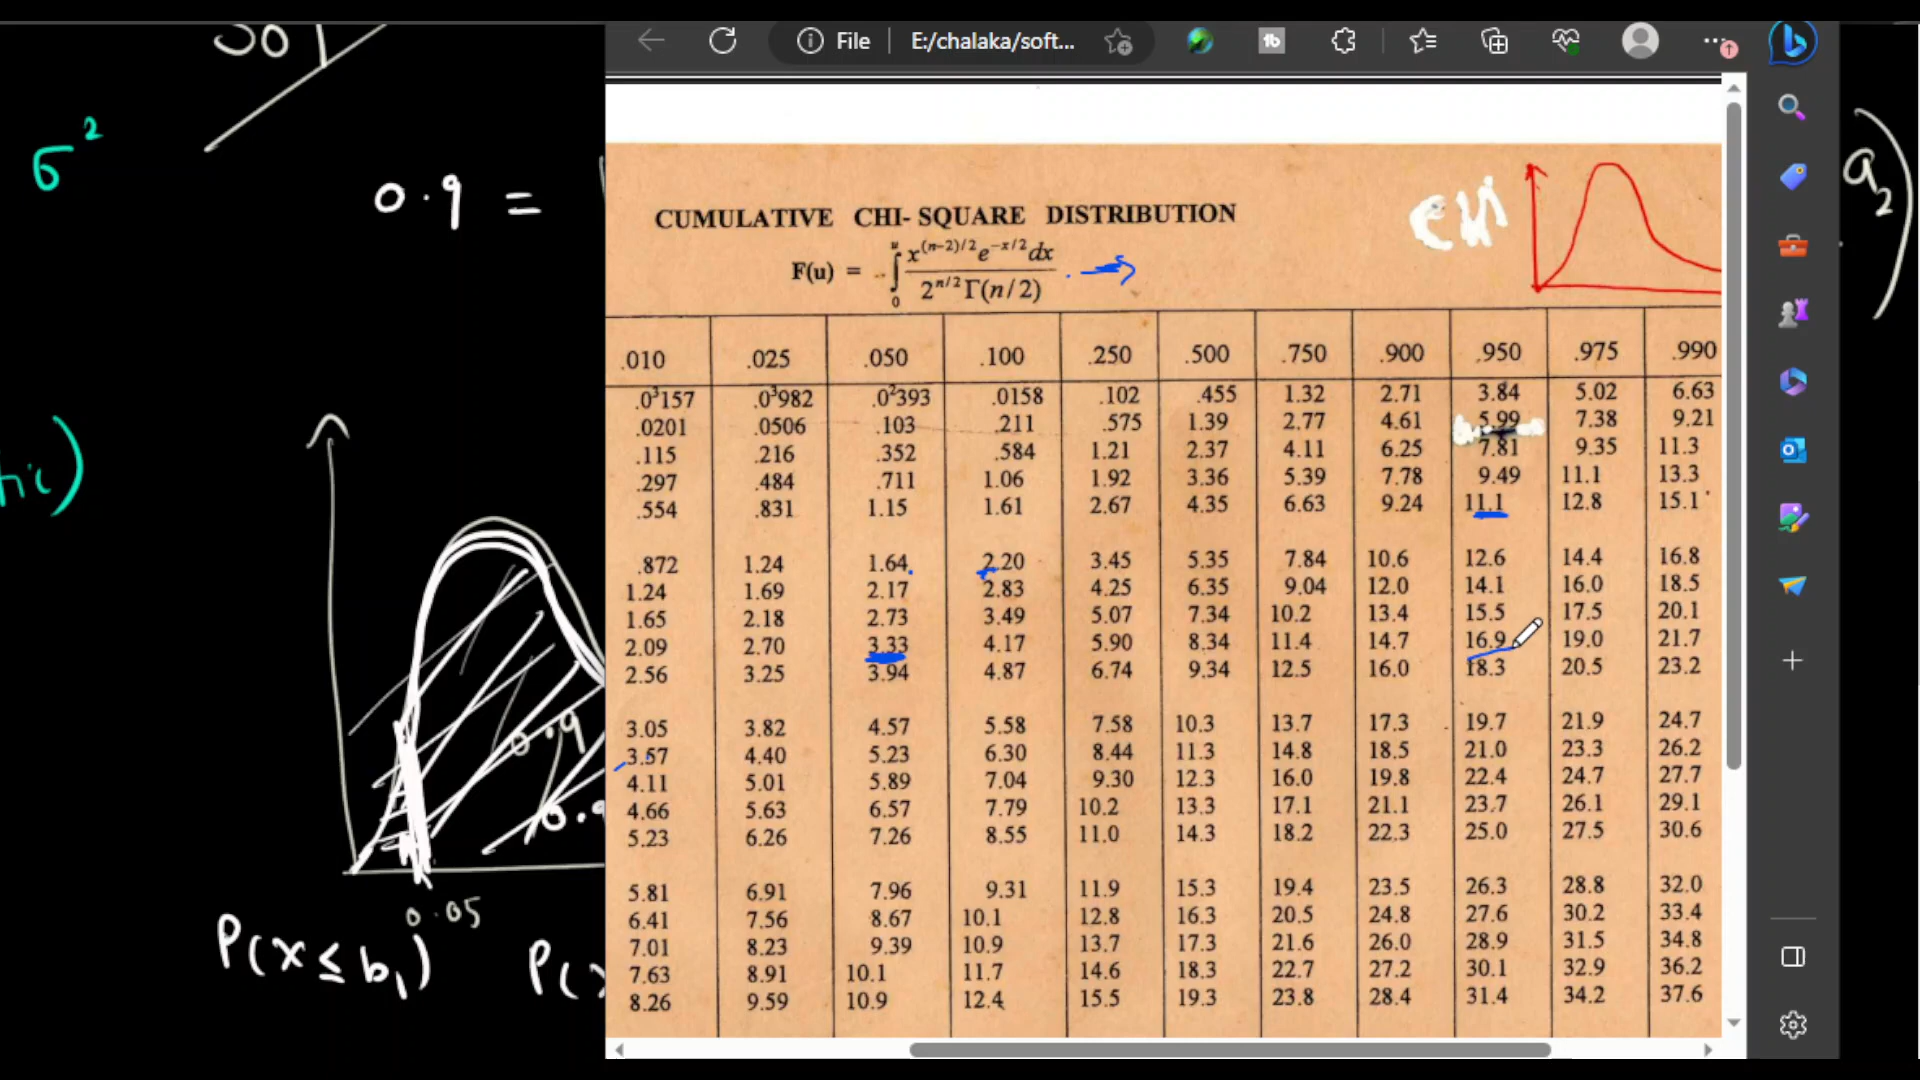 σ²
0.9 =
hic)
0.9
0.05
P(x ≤ b₁)
a₂)
File
E:/chalaka/soft...
CHI
CUMULATIVE CHI-SQUARE DISTRIBUTION
F(u) = ∫₀ᵘ x^(n−2)/2 e^−x/2 dx / 2^n/2 Γ(n/2)
.010 .025 .050 .100 .250 .500 .750 .900 .950 .975 .990
.0³157 .0³982 .0²393 .0158 .102 .455 1.32 2.71 3.84 5.02 6.63
.0201 .0506 .103 .211 .575 1.39 2.77 4.61 5.99 7.38 9.21
.115 .216 .352 .584 1.21 2.37 4.11 6.25 7.81 9.35 11.3
.297 .484 .711 1.06 1.92 3.36 5.39 7.78 9.49 11.1 13.3
.554 .831 1.15 1.61 2.67 4.35 6.63 9.24 11.1 12.8 15.1
.872 1.24 1.64 2.20 3.45 5.35 7.84 10.6 12.6 14.4 16.8
1.24 1.69 2.17 2.83 4.25 6.35 9.04 12.0 14.1 16.0 18.5
1.65 2.18 2.73 3.49 5.07 7.34 10.2 13.4 15.5 17.5 20.1
2.09 2.70 3.33 4.17 5.90 8.34 11.4 14.7 16.9 19.0 21.7
2.56 3.25 3.94 4.87 6.74 9.34 12.5 16.0 18.3 20.5 23.2
3.05 3.82 4.57 5.58 7.58 10.3 13.7 17.3 19.7 21.9 24.7
3.57 4.40 5.23 6.30 8.44 11.3 14.8 18.5 21.0 23.3 26.2
4.11 5.01 5.89 7.04 9.30 12.3 16.0 19.8 22.4 24.7 27.7
4.66 5.63 6.57 7.79 10.2 13.3 17.1 21.1 23.7 26.1 29.1
5.23 6.26 7.26 8.55 11.0 14.3 18.2 22.3 25.0 27.5 30.6
5.81 6.91 7.96 9.31 11.9 15.3 19.4 23.5 26.3 28.8 32.0
6.41 7.56 8.67 10.1 12.8 16.3 20.5 24.8 27.6 30.2 33.4
7.01 8.23 9.39 10.9 13.7 17.3 21.6 26.0 28.9 31.5 34.8
7.63 8.91 10.1 11.7 14.6 18.3 22.7 27.2 30.1 32.9 36.2
8.26 9.59 10.9 12.4 15.5 19.3 23.8 28.4 31.4 34.2 37.6